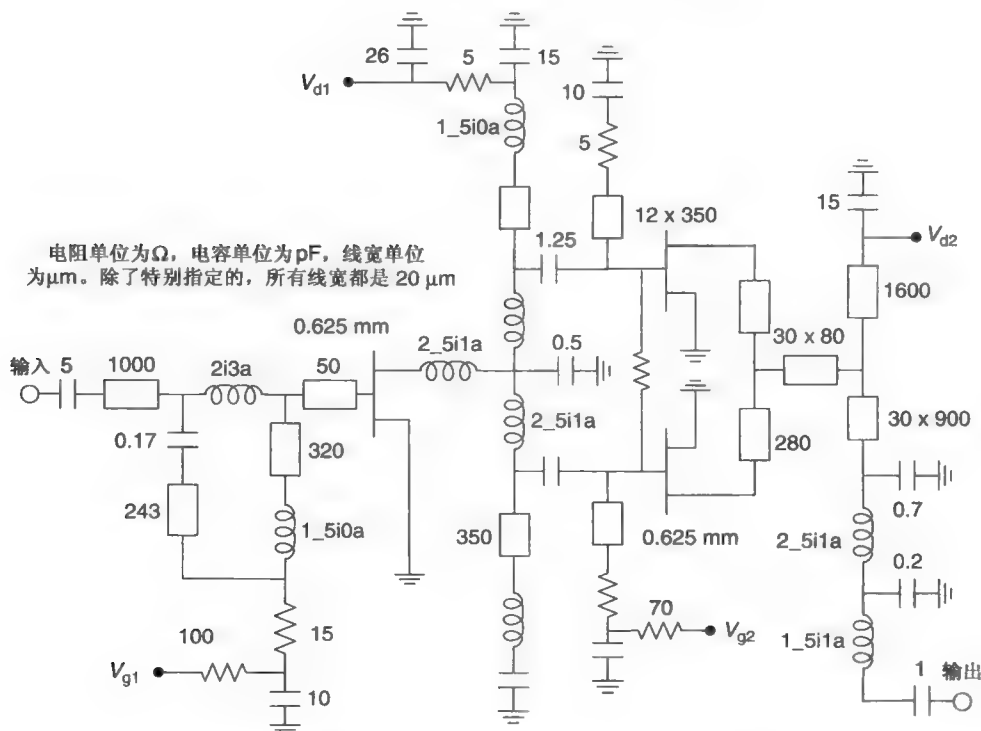 26
5
15
V_d1
10
1_5i0a
5
15
12 x 350
V_d2
1.25
电阻单位为Ω，电容单位为pF，线宽单位
为μm。除了特别指定的，所有线宽都是 20 μm
1600
0.625 mm
2_5i1a
0.5
30 x 80
输入
5
1000
2i3a
50
2_5i1a
30 x 900
0.17
320
280
243
350
0.7
1_5i0a
0.625 mm
2_5i1a
0.2
15
70
100
V_g2
1_5i1a
V_g1
10
1
输出